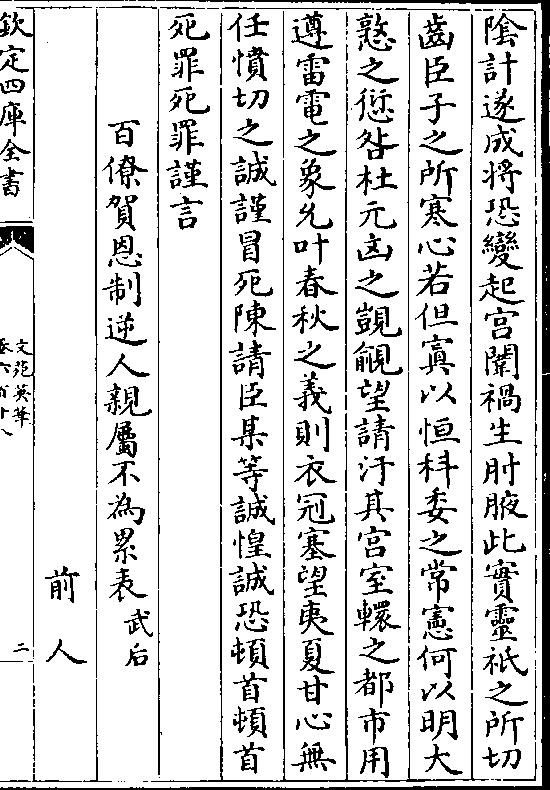 陰計遂成將恐變起宫闈禍生肘腋此實靈祇之所切
齒臣子之所寒心若但寘以恒科委之常憲何以明大
憝之愆咎杜元凶之覬覦望請汙其宫室轘之都市用
遵雷電之象允叶春秋之義則衣冠塞望夷夏甘心無
任憤切之誠謹冒死陳請臣某等誠惶誠恐頓首頓首
死罪死罪謹言
百僚賀恩制逆人親屬不為累表武后
前人
欽定四庫全書
文苑英華
卷六百十八
二